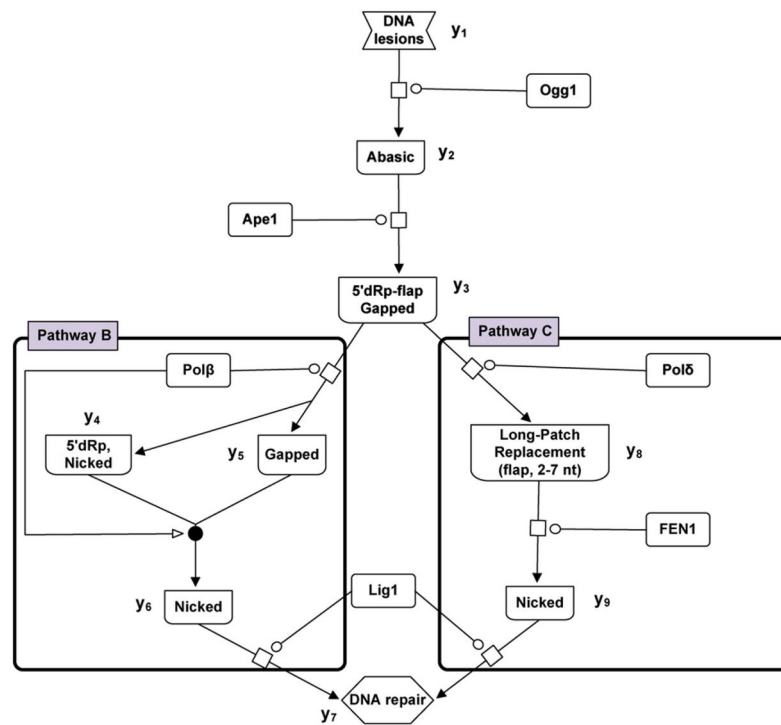 DNA
lesions
y₁
Ogg1
Abasic
y₂
Ape1
5'dRp-flap
Gapped
y₃
Pathway B
Pathway C
Polβ
Polδ
y₄
5'dRp,
Nicked
y₅
Gapped
Long-Patch
Replacement
(flap, 2-7 nt)
y₈
FEN1
Lig1
y₆
Nicked
Nicked
y₉
DNA repair
y₇